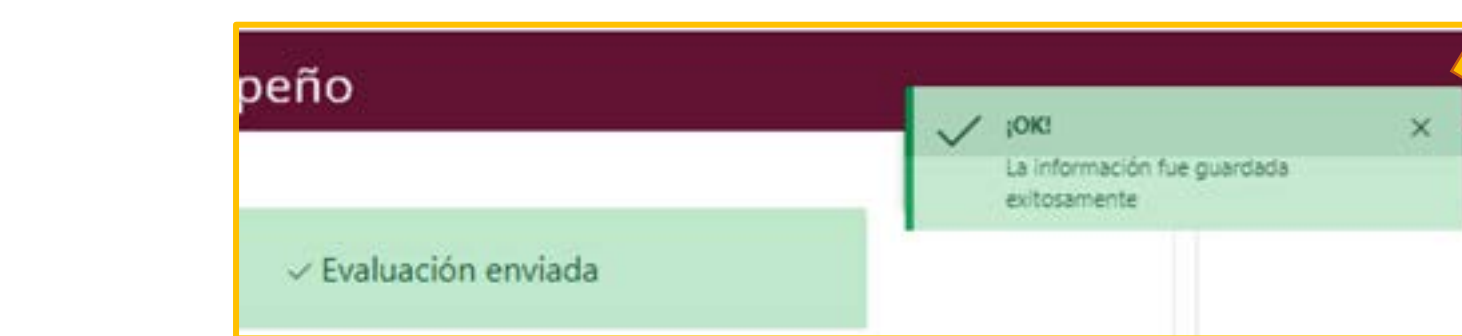 peño
¡OK!
La información fue guardada
exitosamente
Evaluación enviada